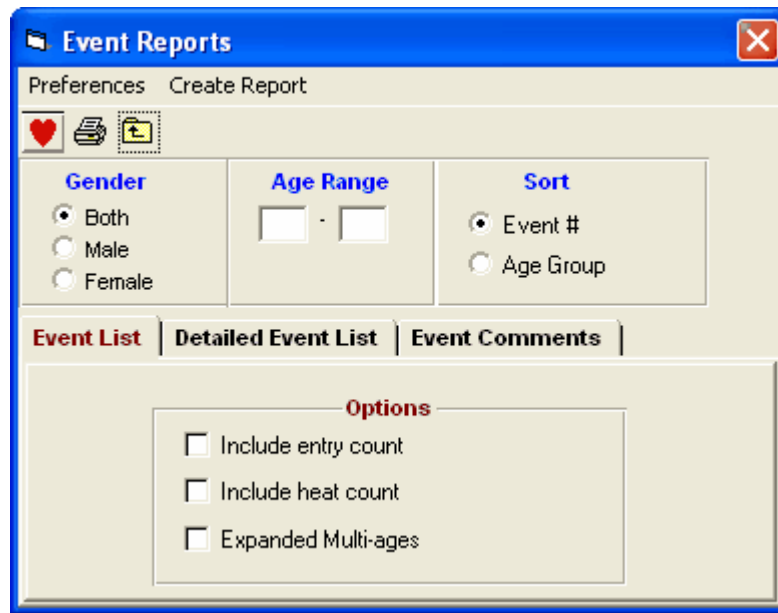 Event Reports
Preferences Create Report
Gender
Both
Male
Female
Age Range
-
Sort
Event #
Age Group
Event List Detailed Event List Event Comments
Options
Include entry count
Include heat count
Expanded Multi-ages